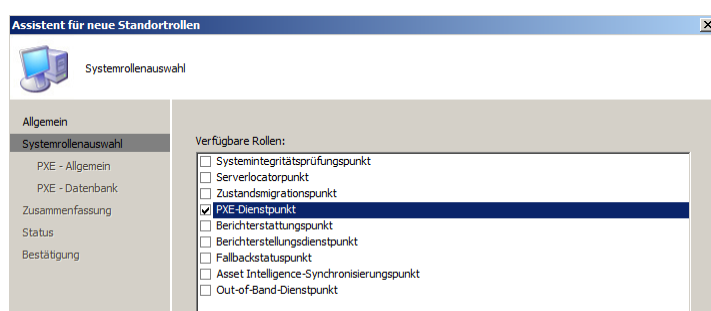 Assistent für neue Standortrollen
Systemrollenauswahl
Allgemein
Systemrollenauswahl
PXE - Allgemein
PXE - Datenbank
Zusammenfassung
Status
Bestätigung
Verfügbare Rollen:
Systemintegritätsprüfungspunkt
Serverlocatorpunkt
Zustandsmigrationspunkt
PXE-Dienstpunkt
Berichterstattungspunkt
Berichterstellungsdienstpunkt
Fallbackstatuspunkt
Asset Intelligence-Synchronisierungspunkt
Out-of-Band-Dienstpunkt